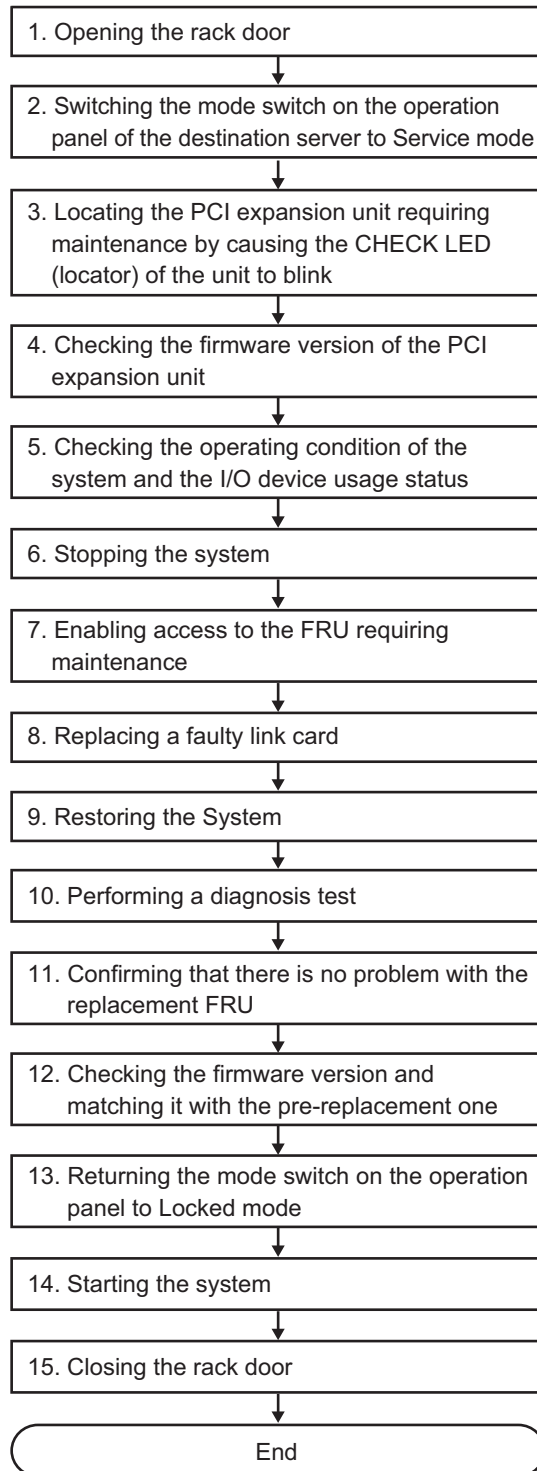 1. Opening the rack door
2. Switching the mode switch on the operation
panel of the destination server to Service mode
3. Locating the PCI expansion unit requiring
maintenance by causing the CHECK LED
(locator) of the unit to blink
4. Checking the firmware version of the PCI
expansion unit
5. Checking the operating condition of the
system and the I/O device usage status
6. Stopping the system
7. Enabling access to the FRU requiring
maintenance
8. Replacing a faulty link card
9. Restoring the System
10. Performing a diagnosis test
11. Confirming that there is no problem with the
replacement FRU
12. Checking the firmware version and
matching it with the pre-replacement one
13. Returning the mode switch on the operation
panel to Locked mode
14. Starting the system
15. Closing the rack door
End